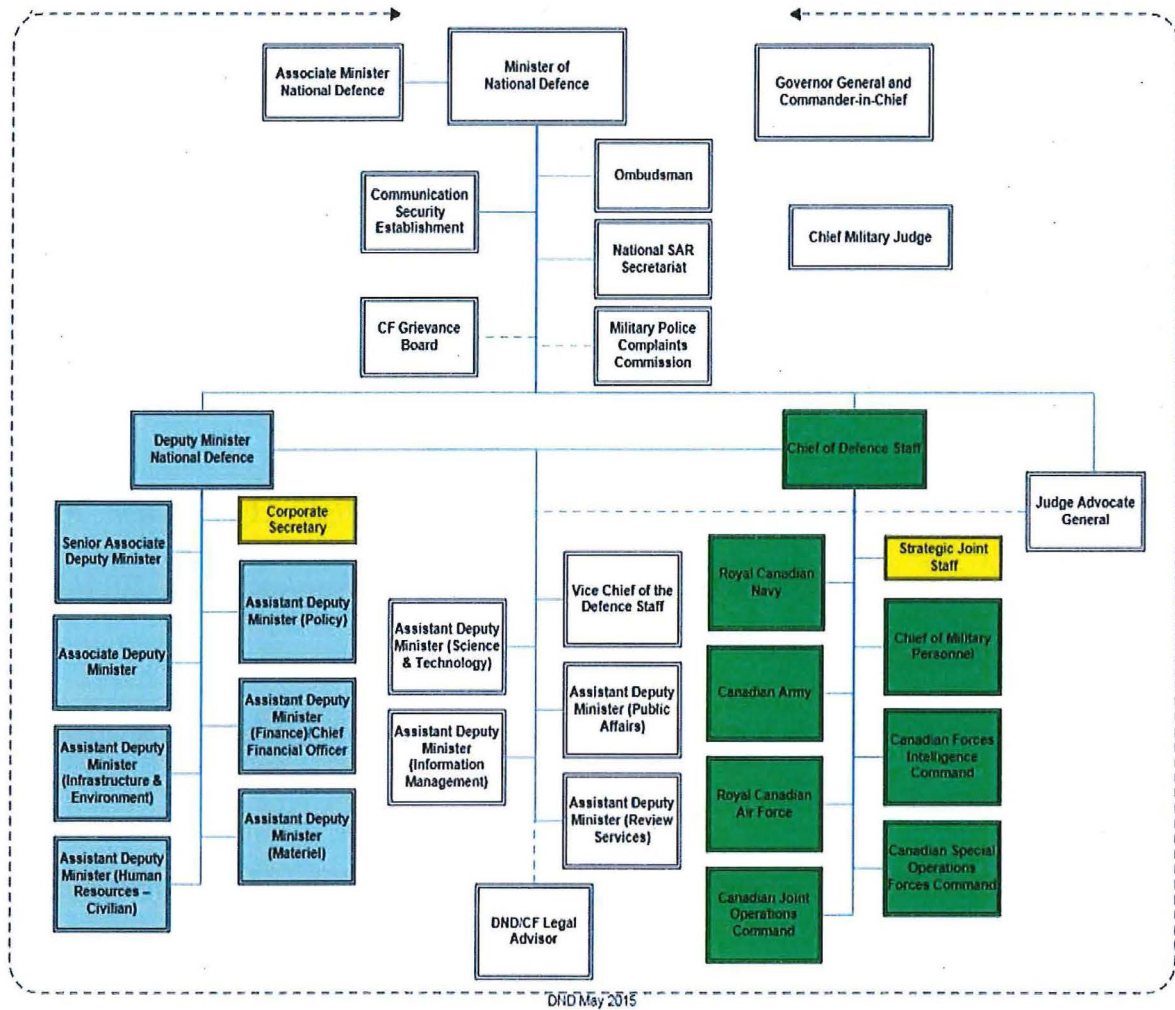 Associate Minister
National Defence
Minister of
National Defence
Governor General and
Commander-in-Chief
Communication
Security
Establishment
Ombudsman
National SAR
Secretariat
Chief Military Judge
CF Grievance
Board
Military Police
Complaints
Commission
Deputy Minister
National Defence
Chief of Defence Staff
Judge Advocate
General
Senior Associate
Deputy Minister
Corporate
Secretary
Associate Deputy
Minister
Assistant Deputy
Minister (Policy)
Assistant Deputy
Minister
(Infrastructure &
Environment)
Assistant Deputy
Minister
(Finance)/Chief
Financial Officer
Assistant Deputy
Minister (Human
Resources –
Civilian)
Assistant Deputy
Minister
(Materiel)
Assistant Deputy
Minister (Science
& Technology)
Vice Chief of the
Defence Staff
Assistant Deputy
Minister
(Information
Management)
Assistant Deputy
Minister (Public
Affairs)
Assistant Deputy
Minister (Review
Services)
DND/CF Legal
Advisor
Royal Canadian
Navy
Strategic Joint
Staff
Canadian Army
Chief of Military
Personnel
Royal Canadian
Air Force
Canadian Forces
Intelligence
Command
Canadian Joint
Operations
Command
Canadian Special
Operations
Forces Command
DND May 2015